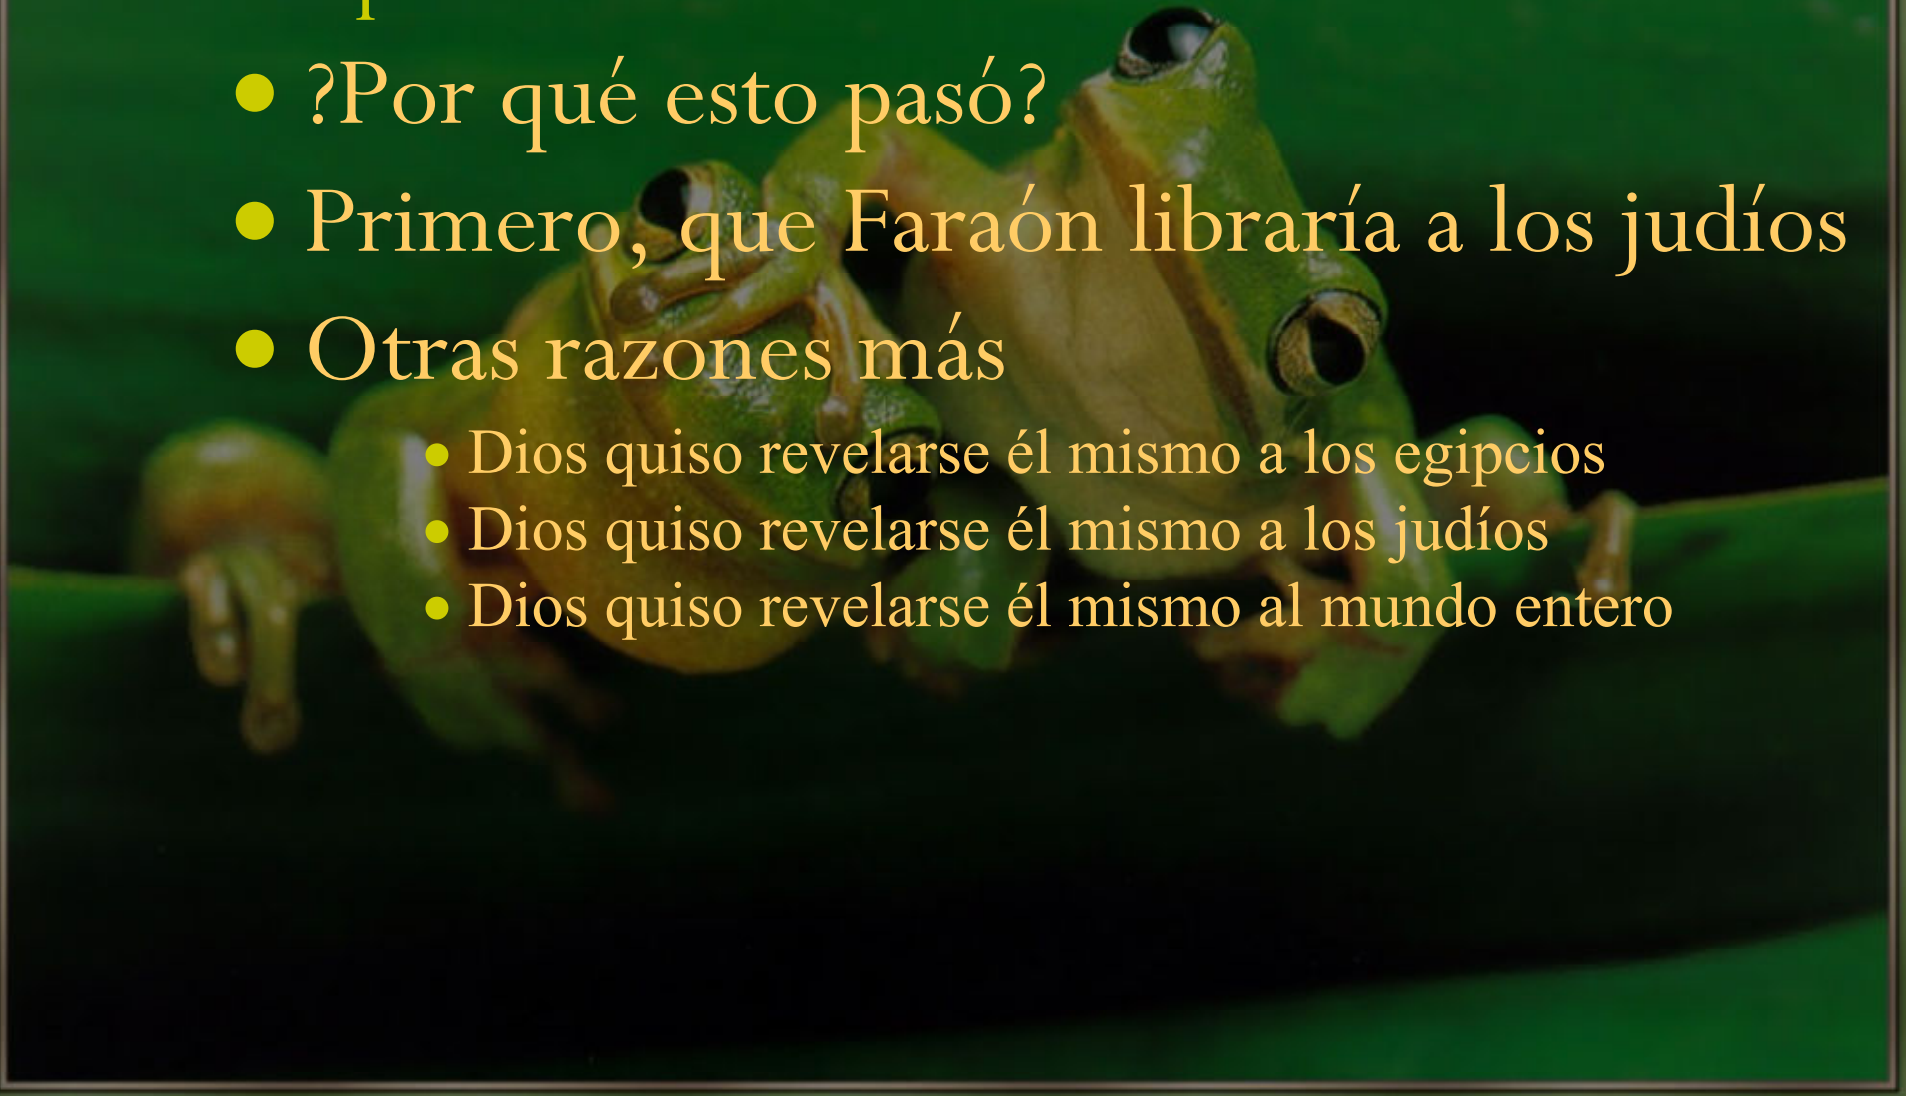 ?Por qué esto pasó?
Primero, que Faraón libraría a los judíos
Otras razones más
Dios quiso revelarse él mismo a los egipcios
Dios quiso revelarse él mismo a los judíos
Dios quiso revelarse él mismo al mundo entero